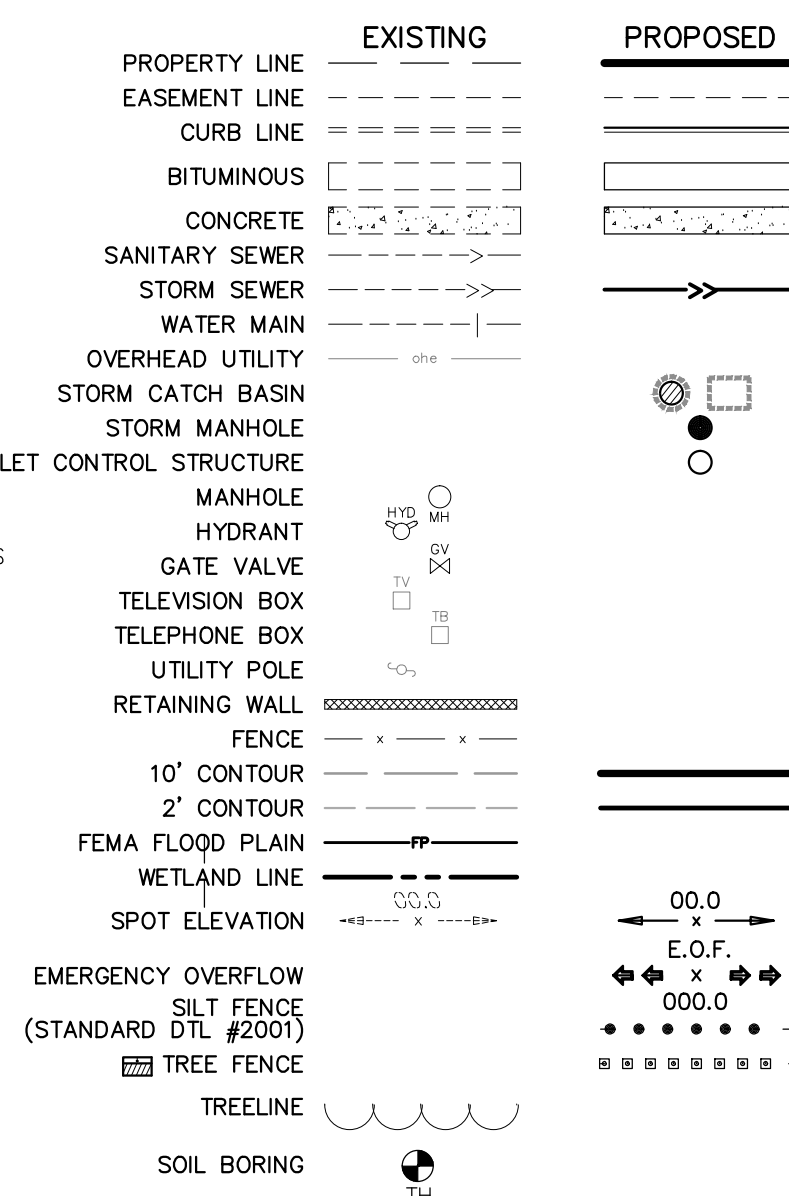 EXISTING PROPOSED
PROPERTY LINE
EASEMENT LINE
CURB LINE
BITUMINOUS
CONCRETE
SANITARY SEWER
STORM SEWER
WATER MAIN
OVERHEAD UTILITY ohe
STORM CATCH BASIN
STORM MANHOLE
LET CONTROL STRUCTURE
MANHOLE
MH
HYD
HYDRANT
GV
S
GATE VALVE
TV
TELEVISION BOX
TB
TELEPHONE BOX
UTILITY POLE
RETAINING WALL
FENCE x x
10' CONTOUR
2' CONTOUR
FEMA FLOOD PLAIN FP
WETLAND LINE
00.0 00.0
SPOT ELEVATION x x
E.O.F.
EMERGENCY OVERFLOW x
000.0
SILT FENCE
(STANDARD DTL #2001)
TREE FENCE
TREELINE
SOIL BORING
TH